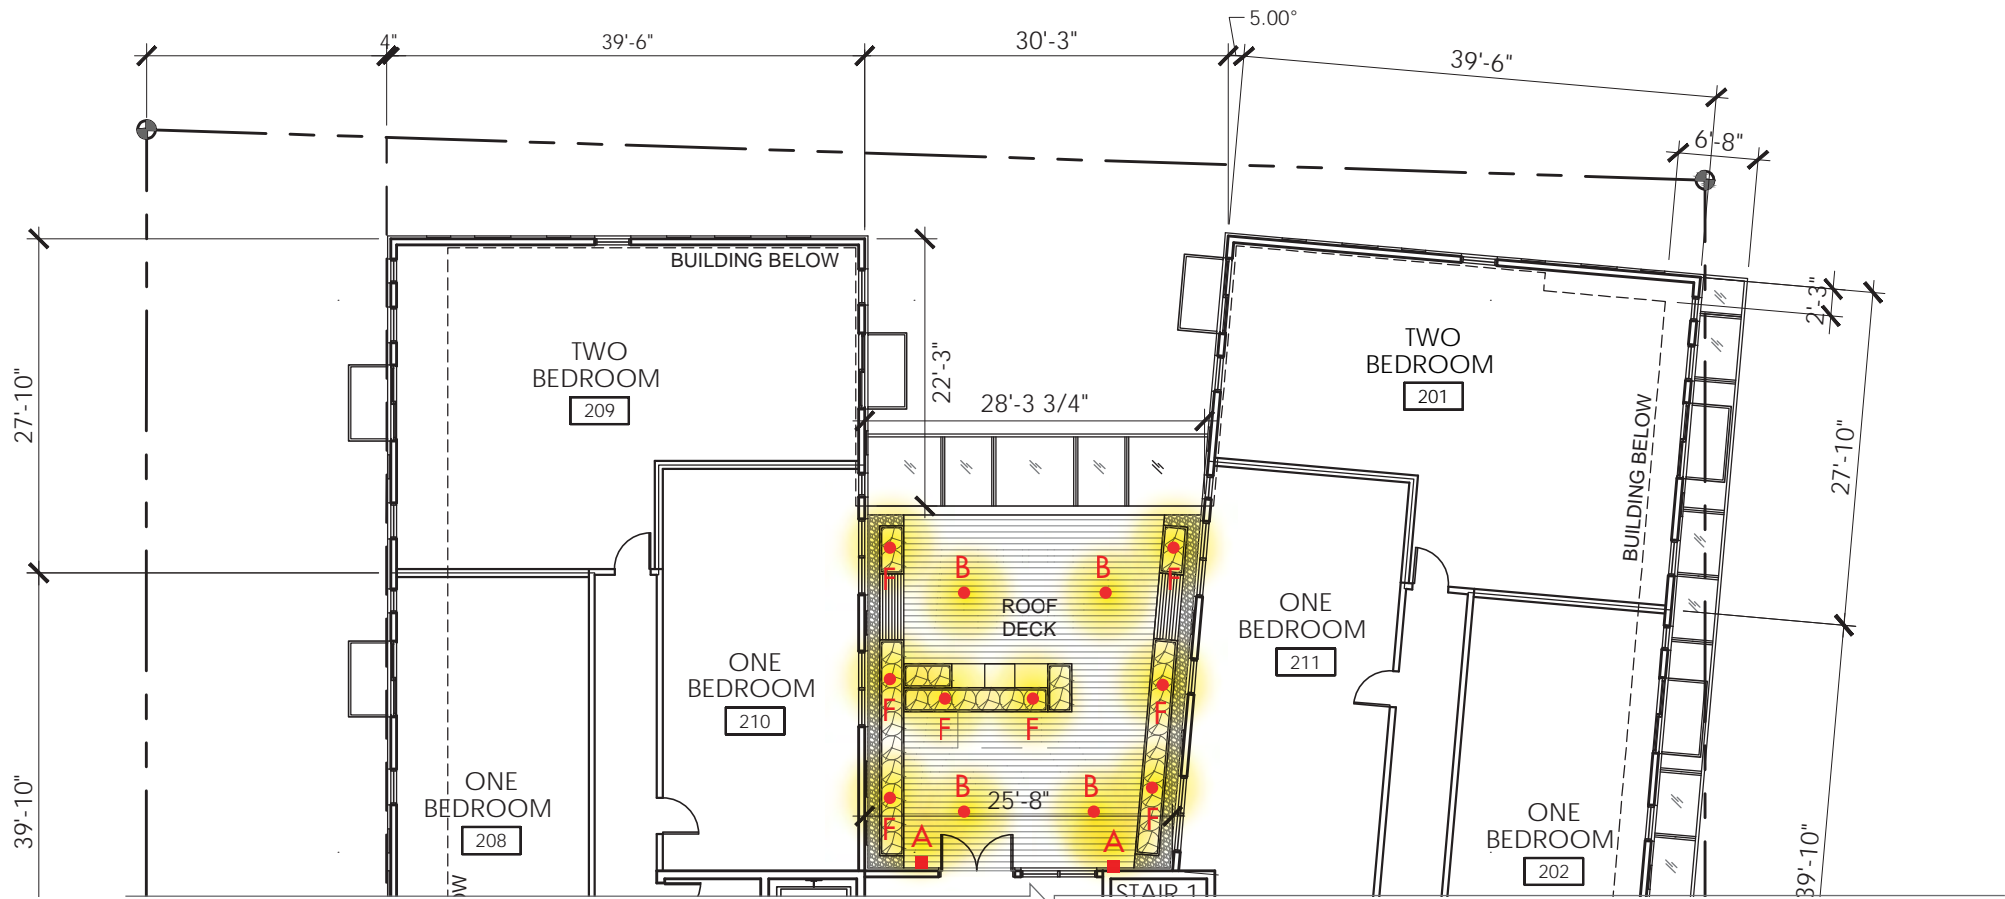 5.00°
4"
39'-6"
30'-3"
39'-6"
6'-8"
BUILDING BELOW
2'-3"
27'-10"
TWO
BEDROOM
209
22'-3"
28'-3 3/4"
TWO
BEDROOM
201
BUILDING BELOW
27'-10"
F
B
B
F
ROOF
DECK
ONE
BEDROOM
211
ONE
BEDROOM
210
F
F
F
F
ONE
BEDROOM
208
39'-10"
F
B
25'-8"
B
F
A
A
ONE
BEDROOM
202
39'-10"
OW
STAIR 1